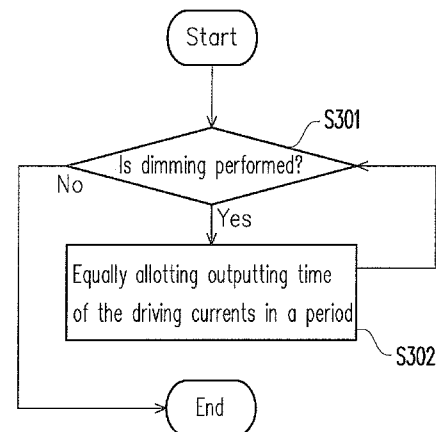 Start
S301
Is dimming performed?
No
Yes
Equally allotting outputting time
of the driving currents in a period
S302
End